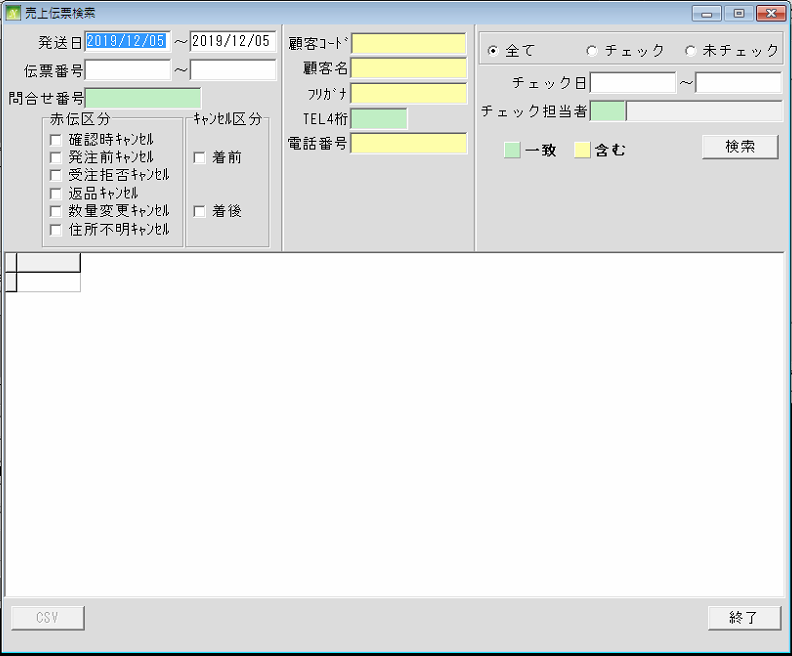 売上伝票検索
発送日 2019/12/05 ～ 2019/12/05
伝票番号 ～
問合せ番号
赤伝区分
確認時ｷｬﾝｾﾙ
発注前ｷｬﾝｾﾙ
受注拒否ｷｬﾝｾﾙ
返品ｷｬﾝｾﾙ
数量変更ｷｬﾝｾﾙ
住所不明ｷｬﾝｾﾙ
ｷｬﾝｾﾙ区分
着前
着後
顧客ｺｰﾄﾞ
顧客名
ﾌﾘｶﾞﾅ
TEL4桁
電話番号
全て チェック 未チェック
チェック日 ～
チェック担当者
一致 含む
検索
CSV
終了